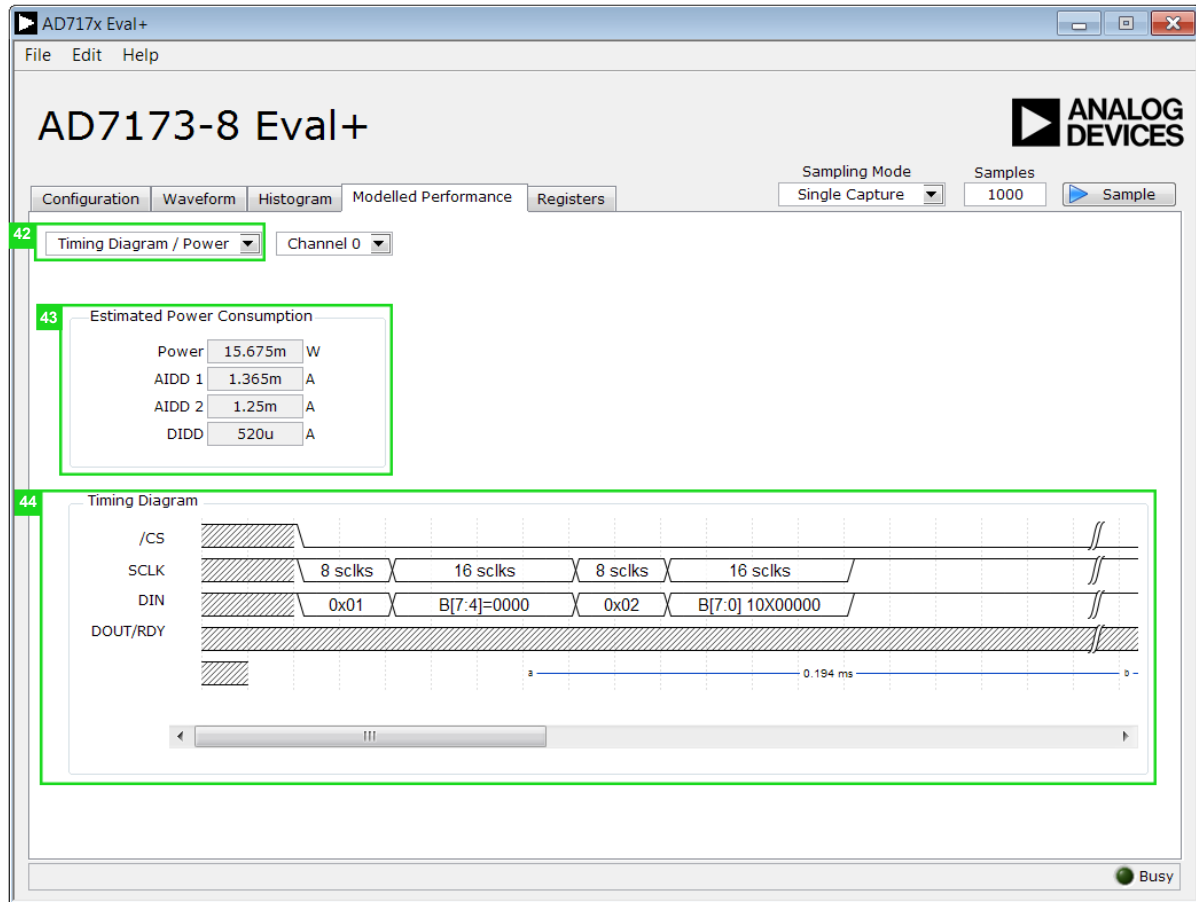 AD717x Eval+
File Edit Help
AD7173-8 Eval+
ANALOG
DEVICES
Sampling Mode
Samples
Configuration Waveform Histogram Modelled Performance Registers
Single Capture
1000
Sample
42
Timing Diagram / Power
Channel 0
43
Estimated Power Consumption
Power 15.675m W
AIDD 1 1.365m A
AIDD 2 1.25m A
DIDD 520u A
44
Timing Diagram
/CS
SCLK 8 sclks 16 sclks 8 sclks 16 sclks
DIN 0x01 B[7:4]=0000 0x02 B[7:0] 10X00000
DOUT/RDY
a 0.194 ms b
Busy